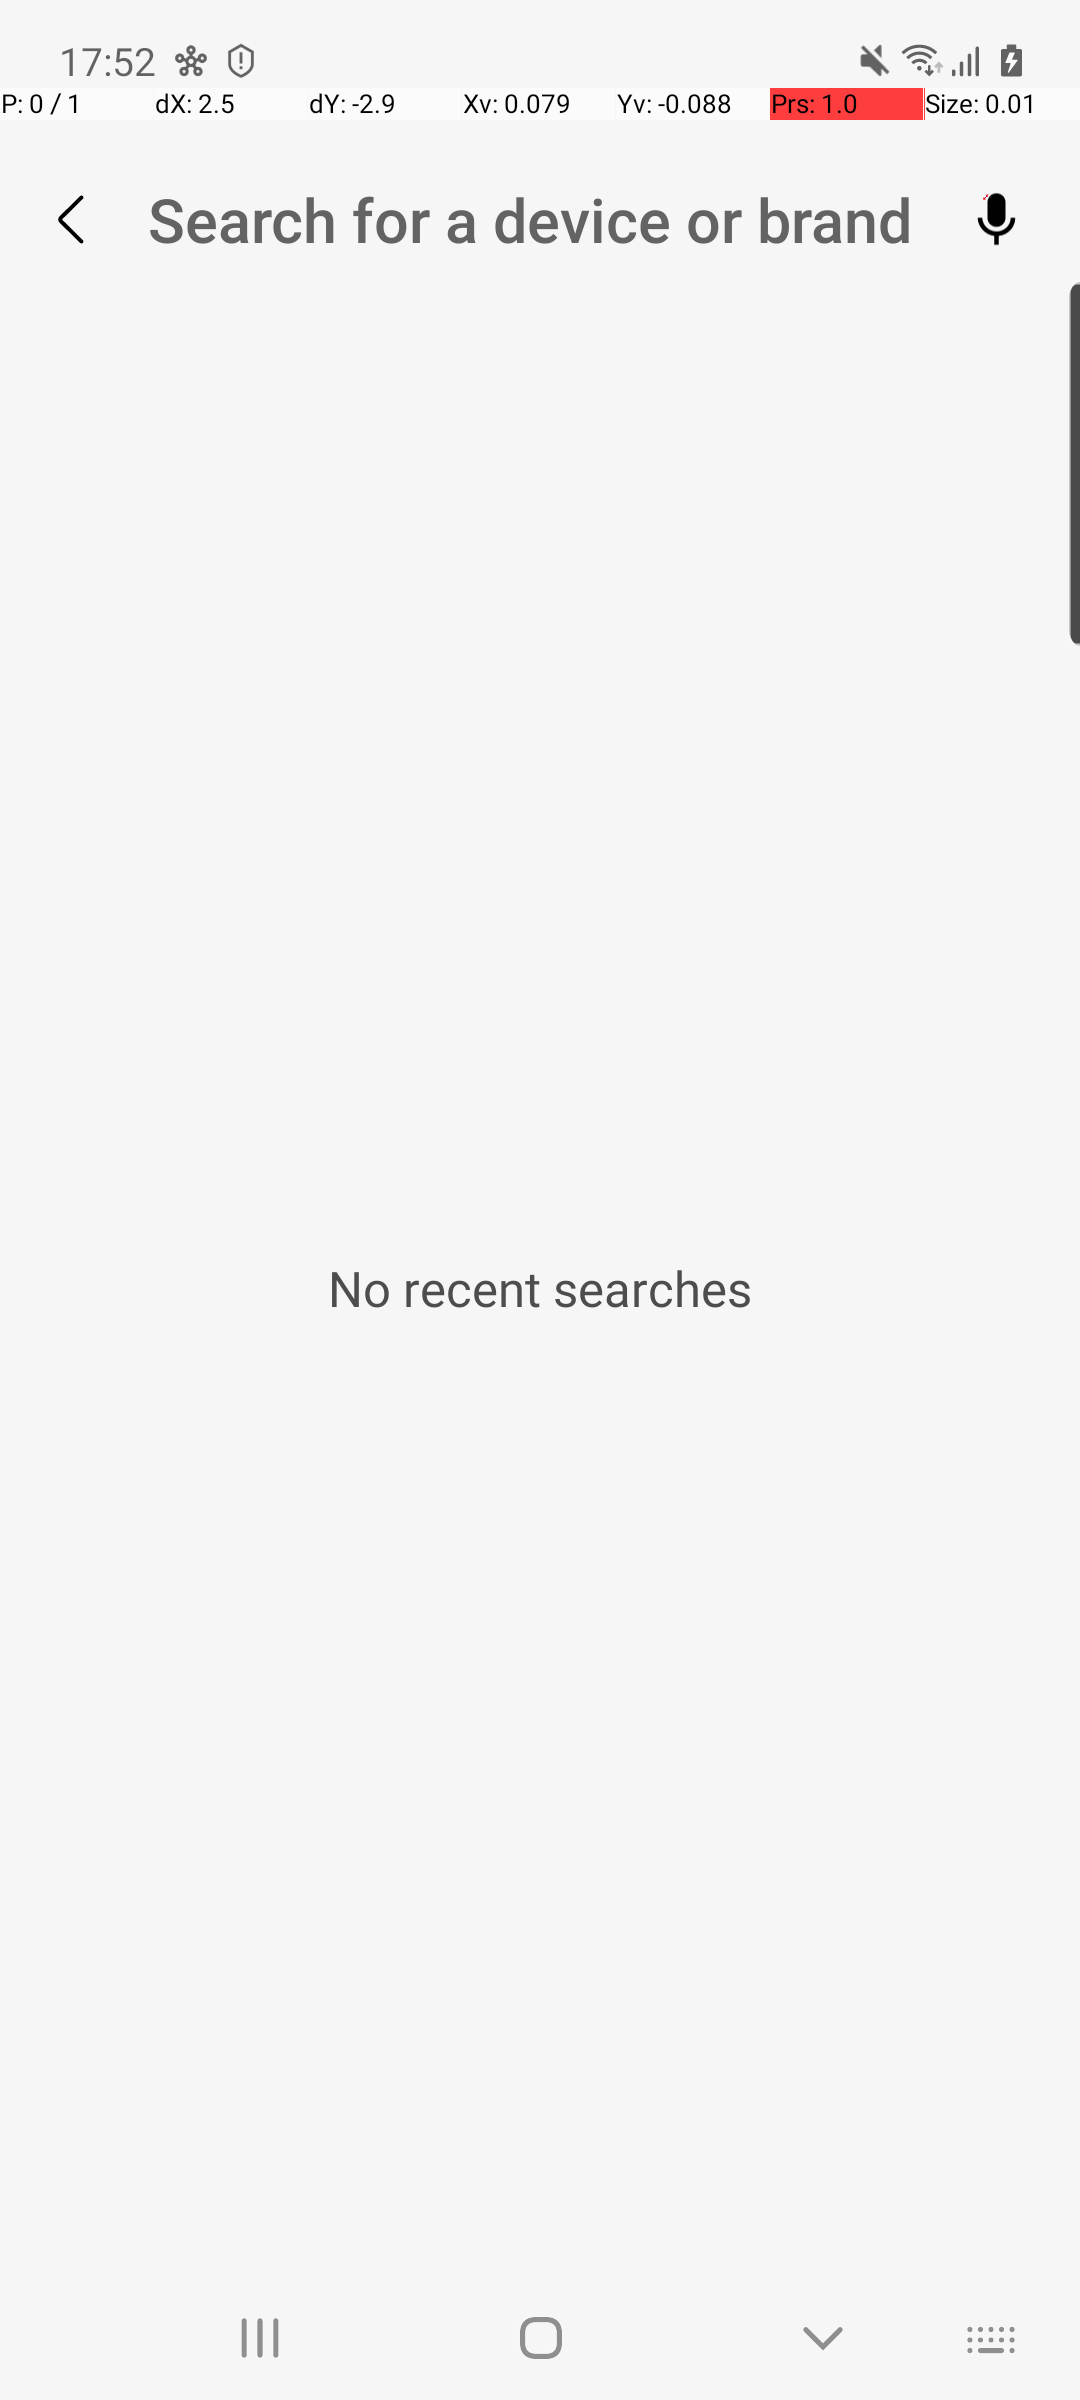 17:52
P: 0 / 1 dX: 2.5 dY: -2.9 Xv: 0.079 Yv: -0.088 Prs: 1.0 Size: 0.01
Search for a device or brand
No recent searches